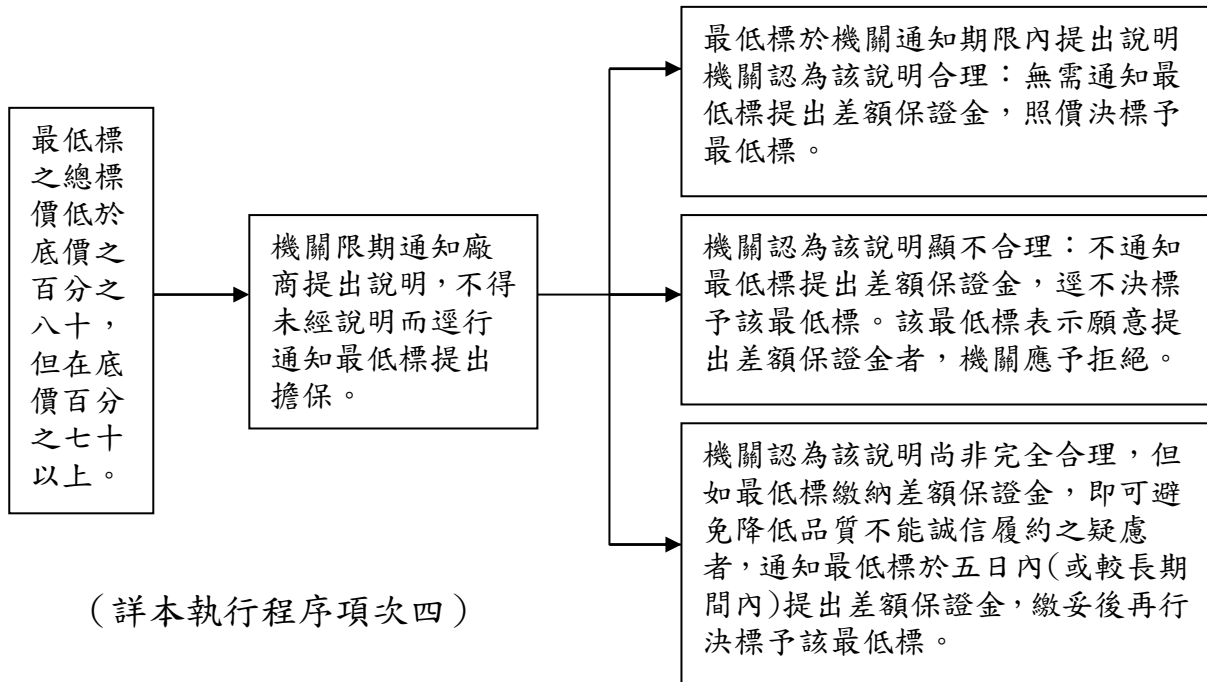 最低標
之總標
價低於
底價之
百分之
八十，
但在底
價百分
之七十
以上。
機關限期通知廠
商提出說明，不得
未經說明而逕行
通知最低標提出
擔保。
最低標於機關通知期限內提出說明
機關認為該說明合理：無需通知最
低標提出差額保證金，照價決標予
最低標。
機關認為該說明顯不合理：不通知
最低標提出差額保證金，逕不決標
予該最低標。該最低標表示願意提
出差額保證金者，機關應予拒絕。
機關認為該說明尚非完全合理，但
如最低標繳納差額保證金，即可避
免降低品質不能誠信履約之疑慮
者，通知最低標於五日內(或較長期
間內)提出差額保證金，繳妥後再行
決標予該最低標。
（詳本執行程序項次四）